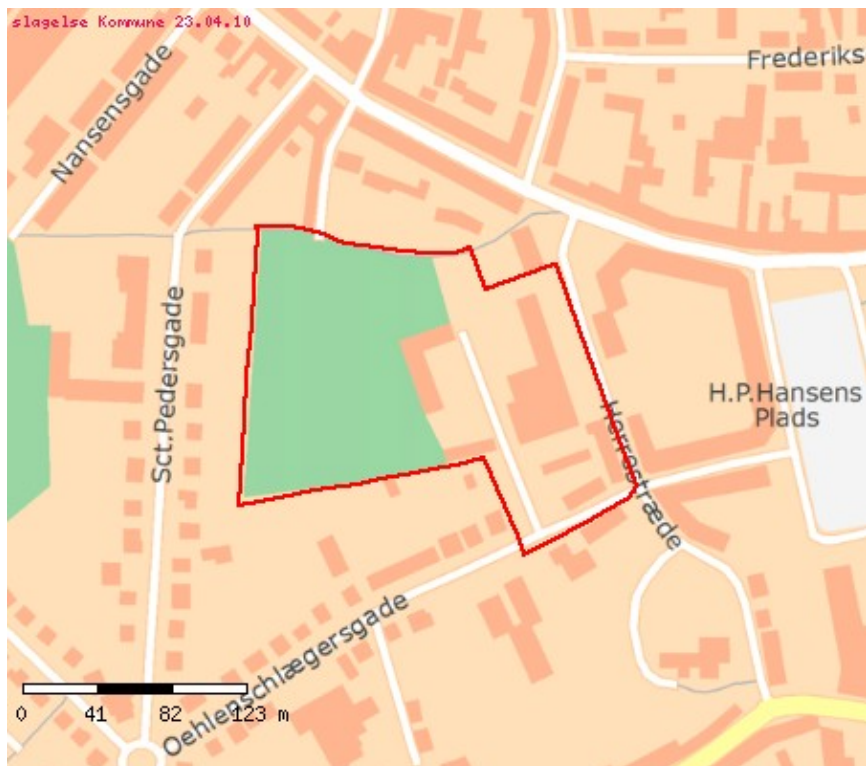 slagelse Kommune 23.04.10
Nansensgade
Frederiks
Sct.Pedersgade
H.P.Hansens
Plads
Herrestræde
Oehlenschlægersgade
0 41 82 123 m